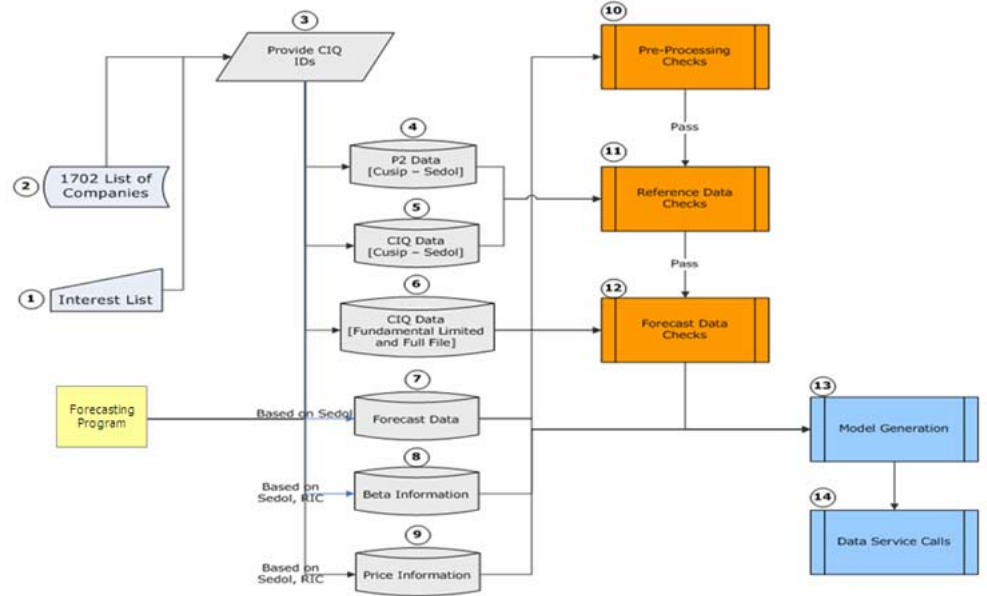 3
Provide CIQ
IDs
10
Pre-Processing
Checks
Pass
4
P2 Data
[Cusip – Sedol]
2
1702 List of
Companies
11
Reference Data
Checks
Pass
5
CIQ Data
[Cusip – Sedol]
1
Interest List
6
CIQ Data
[Fundamental Limited
and Full File]
12
Forecast Data
Checks
Forecasting
Program
7
Based on Sedol
Forecast Data
13
Model Generation
8
Based on
Sedol, RIC
Beta Information
14
Data Service Calls
9
Based on
Sedol, RIC
Price Information